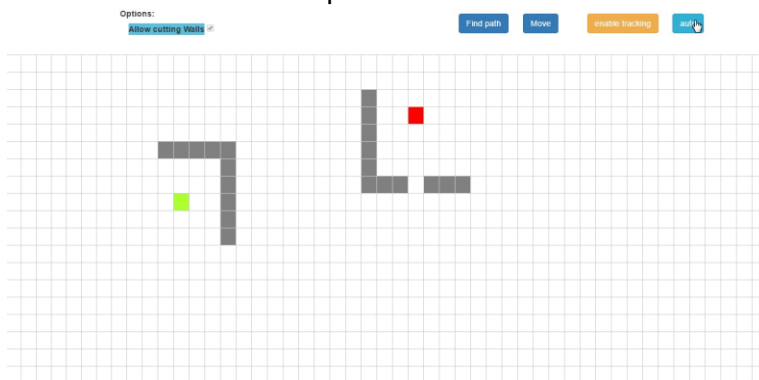 Options:
Allow cutting Walls
Find path
Move
enable tracking